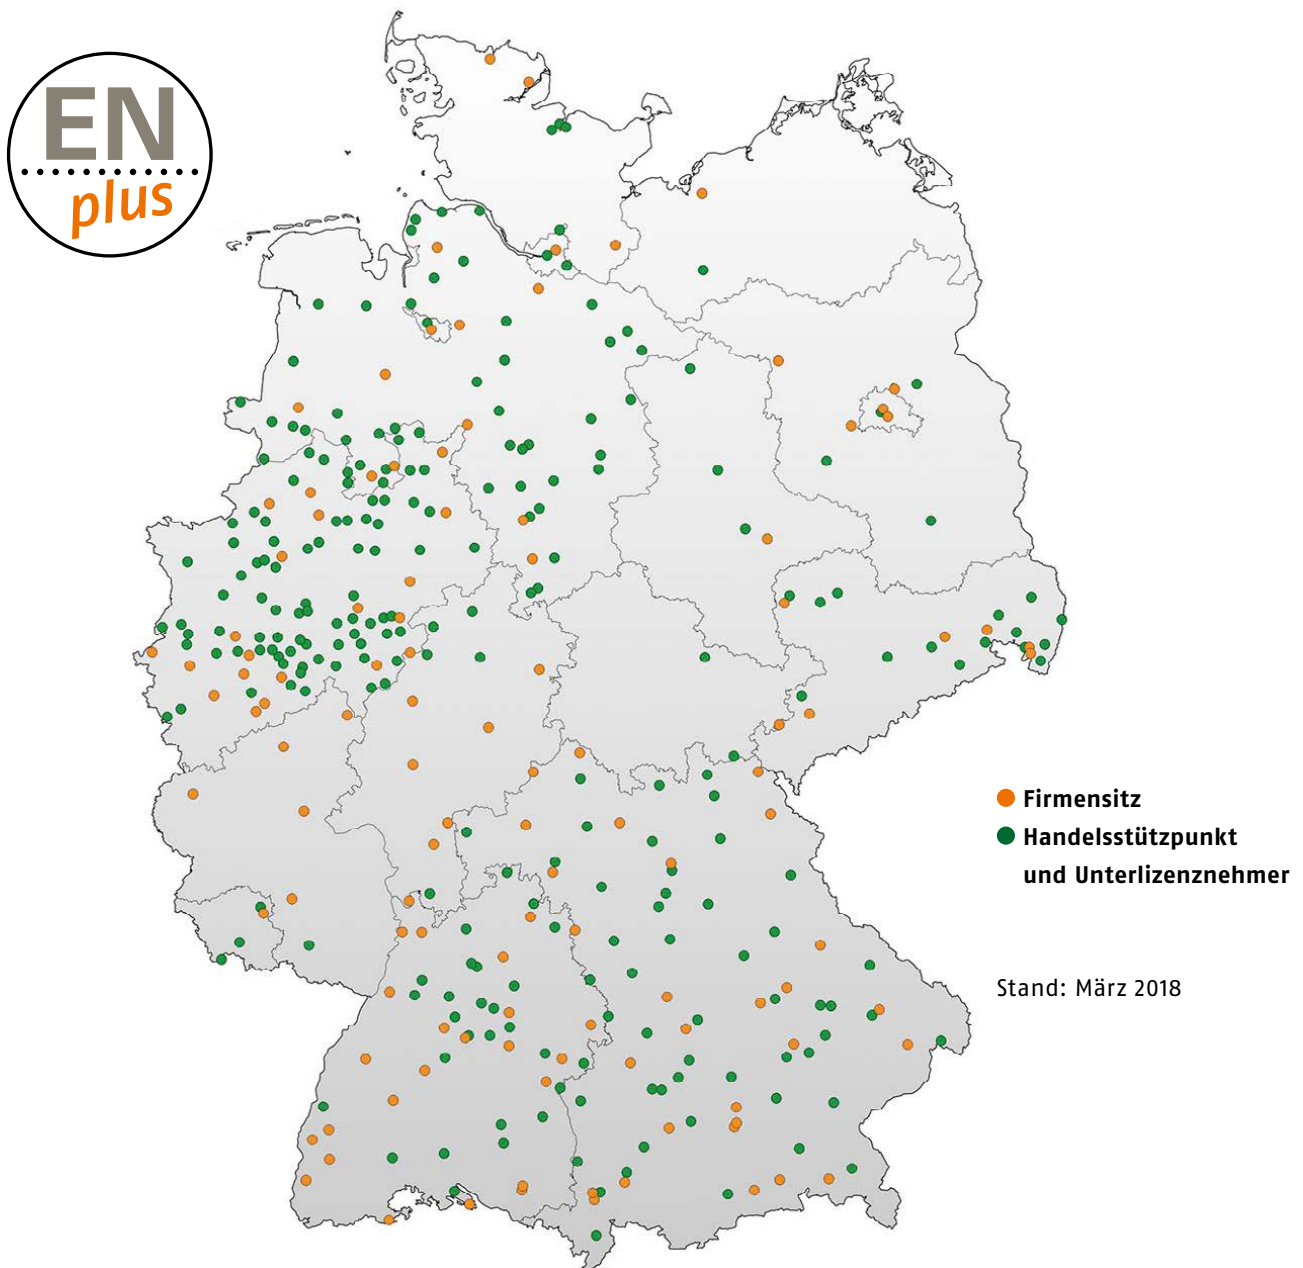 EN
plus
Firmensitz
Handelsstützpunkt
und Unterlizenznehmer
Stand: März 2018